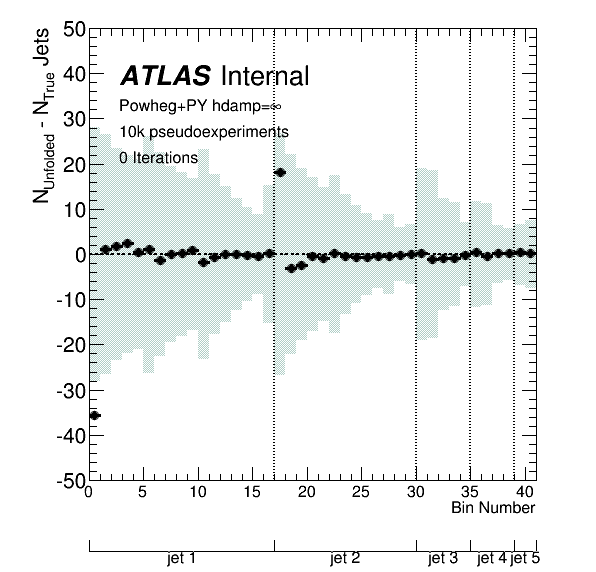 N_Unfolded - N_True Jets
50
ATLAS Internal
40
Powheg+PY hdamp=∞
30
10k pseudoexperiments
0 Iterations
20
10
0
-10
-20
-30
-40
-50
0 5 10 15 20 25 30 35 40
Bin Number
jet 1 jet 2 jet 3 jet 4 jet 5